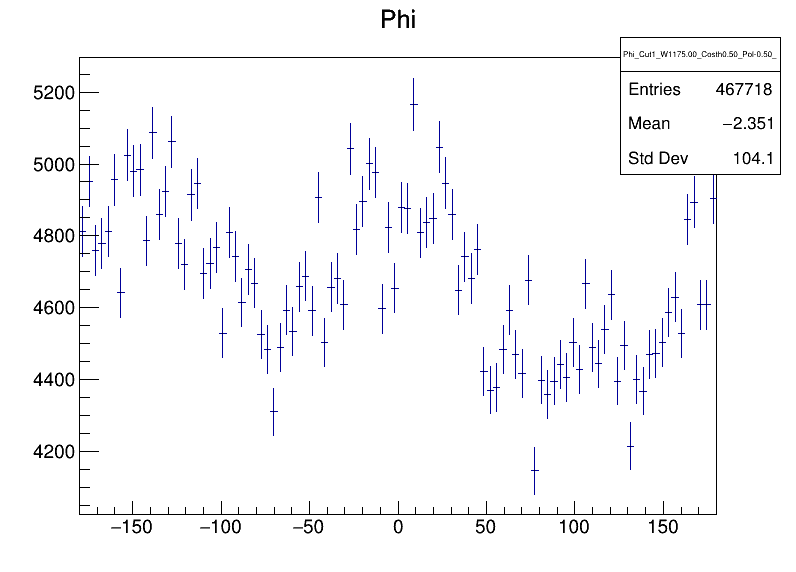 Phi
Phi_Cut1_W1175.00_Costh0.50_Pol-0.50_
Entries 467718
Mean −2.351
Std Dev 104.1
5200
5000
4800
4600
4400
4200
−150 −100 −50 0 50 100 150